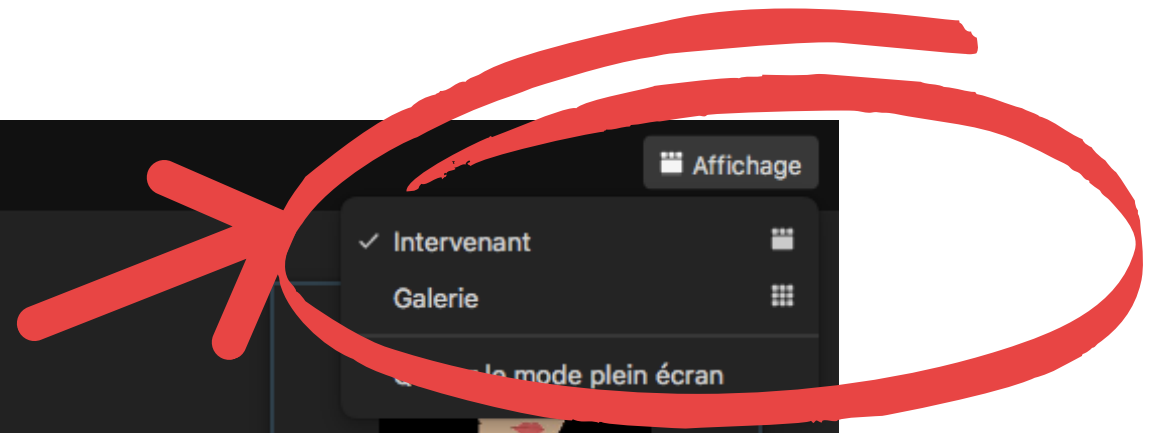 Affichage
Intervenant
Galerie
le mode plein écran